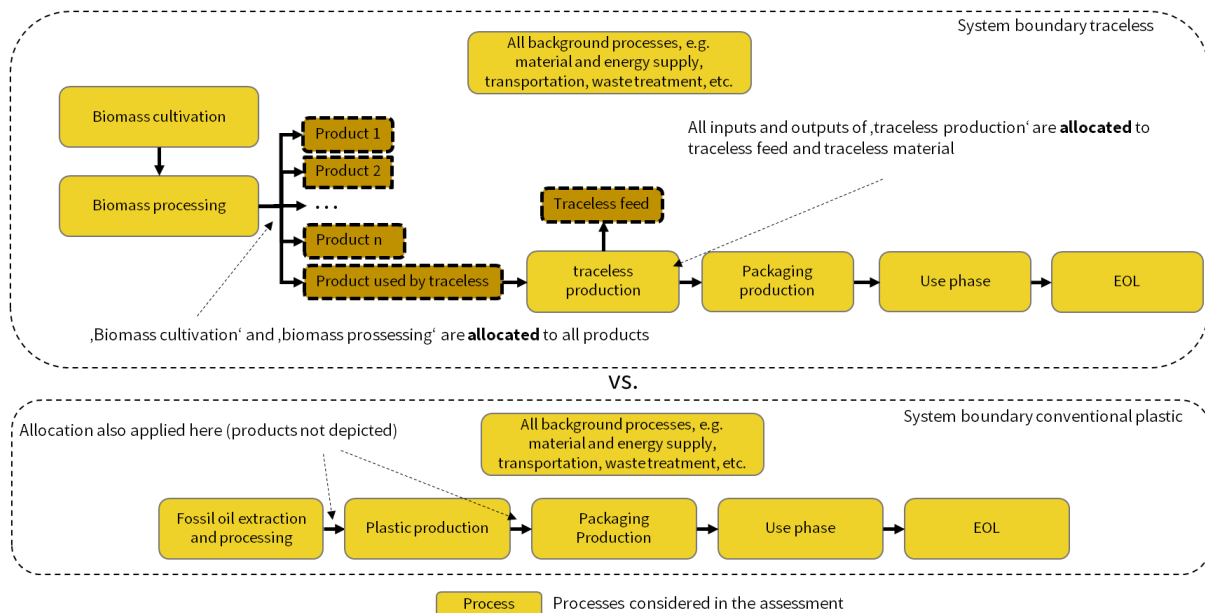 System boundary traceless
All background processes, e.g.
material and energy supply,
transportation, waste treatment, etc.
Biomass cultivation
Biomass processing
Product 1
Product 2
...
Product n
Product used by traceless
Traceless feed
All inputs and outputs of ‚traceless production‘ are allocated to
traceless feed and traceless material
traceless
production
Packaging
production
Use phase
EOL
‚Biomass cultivation‘ and ‚biomass prossessing‘ are allocated to all products
vs.
System boundary conventional plastic
Allocation also applied here (products not depicted)
All background processes, e.g.
material and energy supply,
transportation, waste treatment, etc.
Fossil oil extraction
and processing
Plastic production
Packaging
Production
Use phase
EOL
Process
Processes considered in the assessment